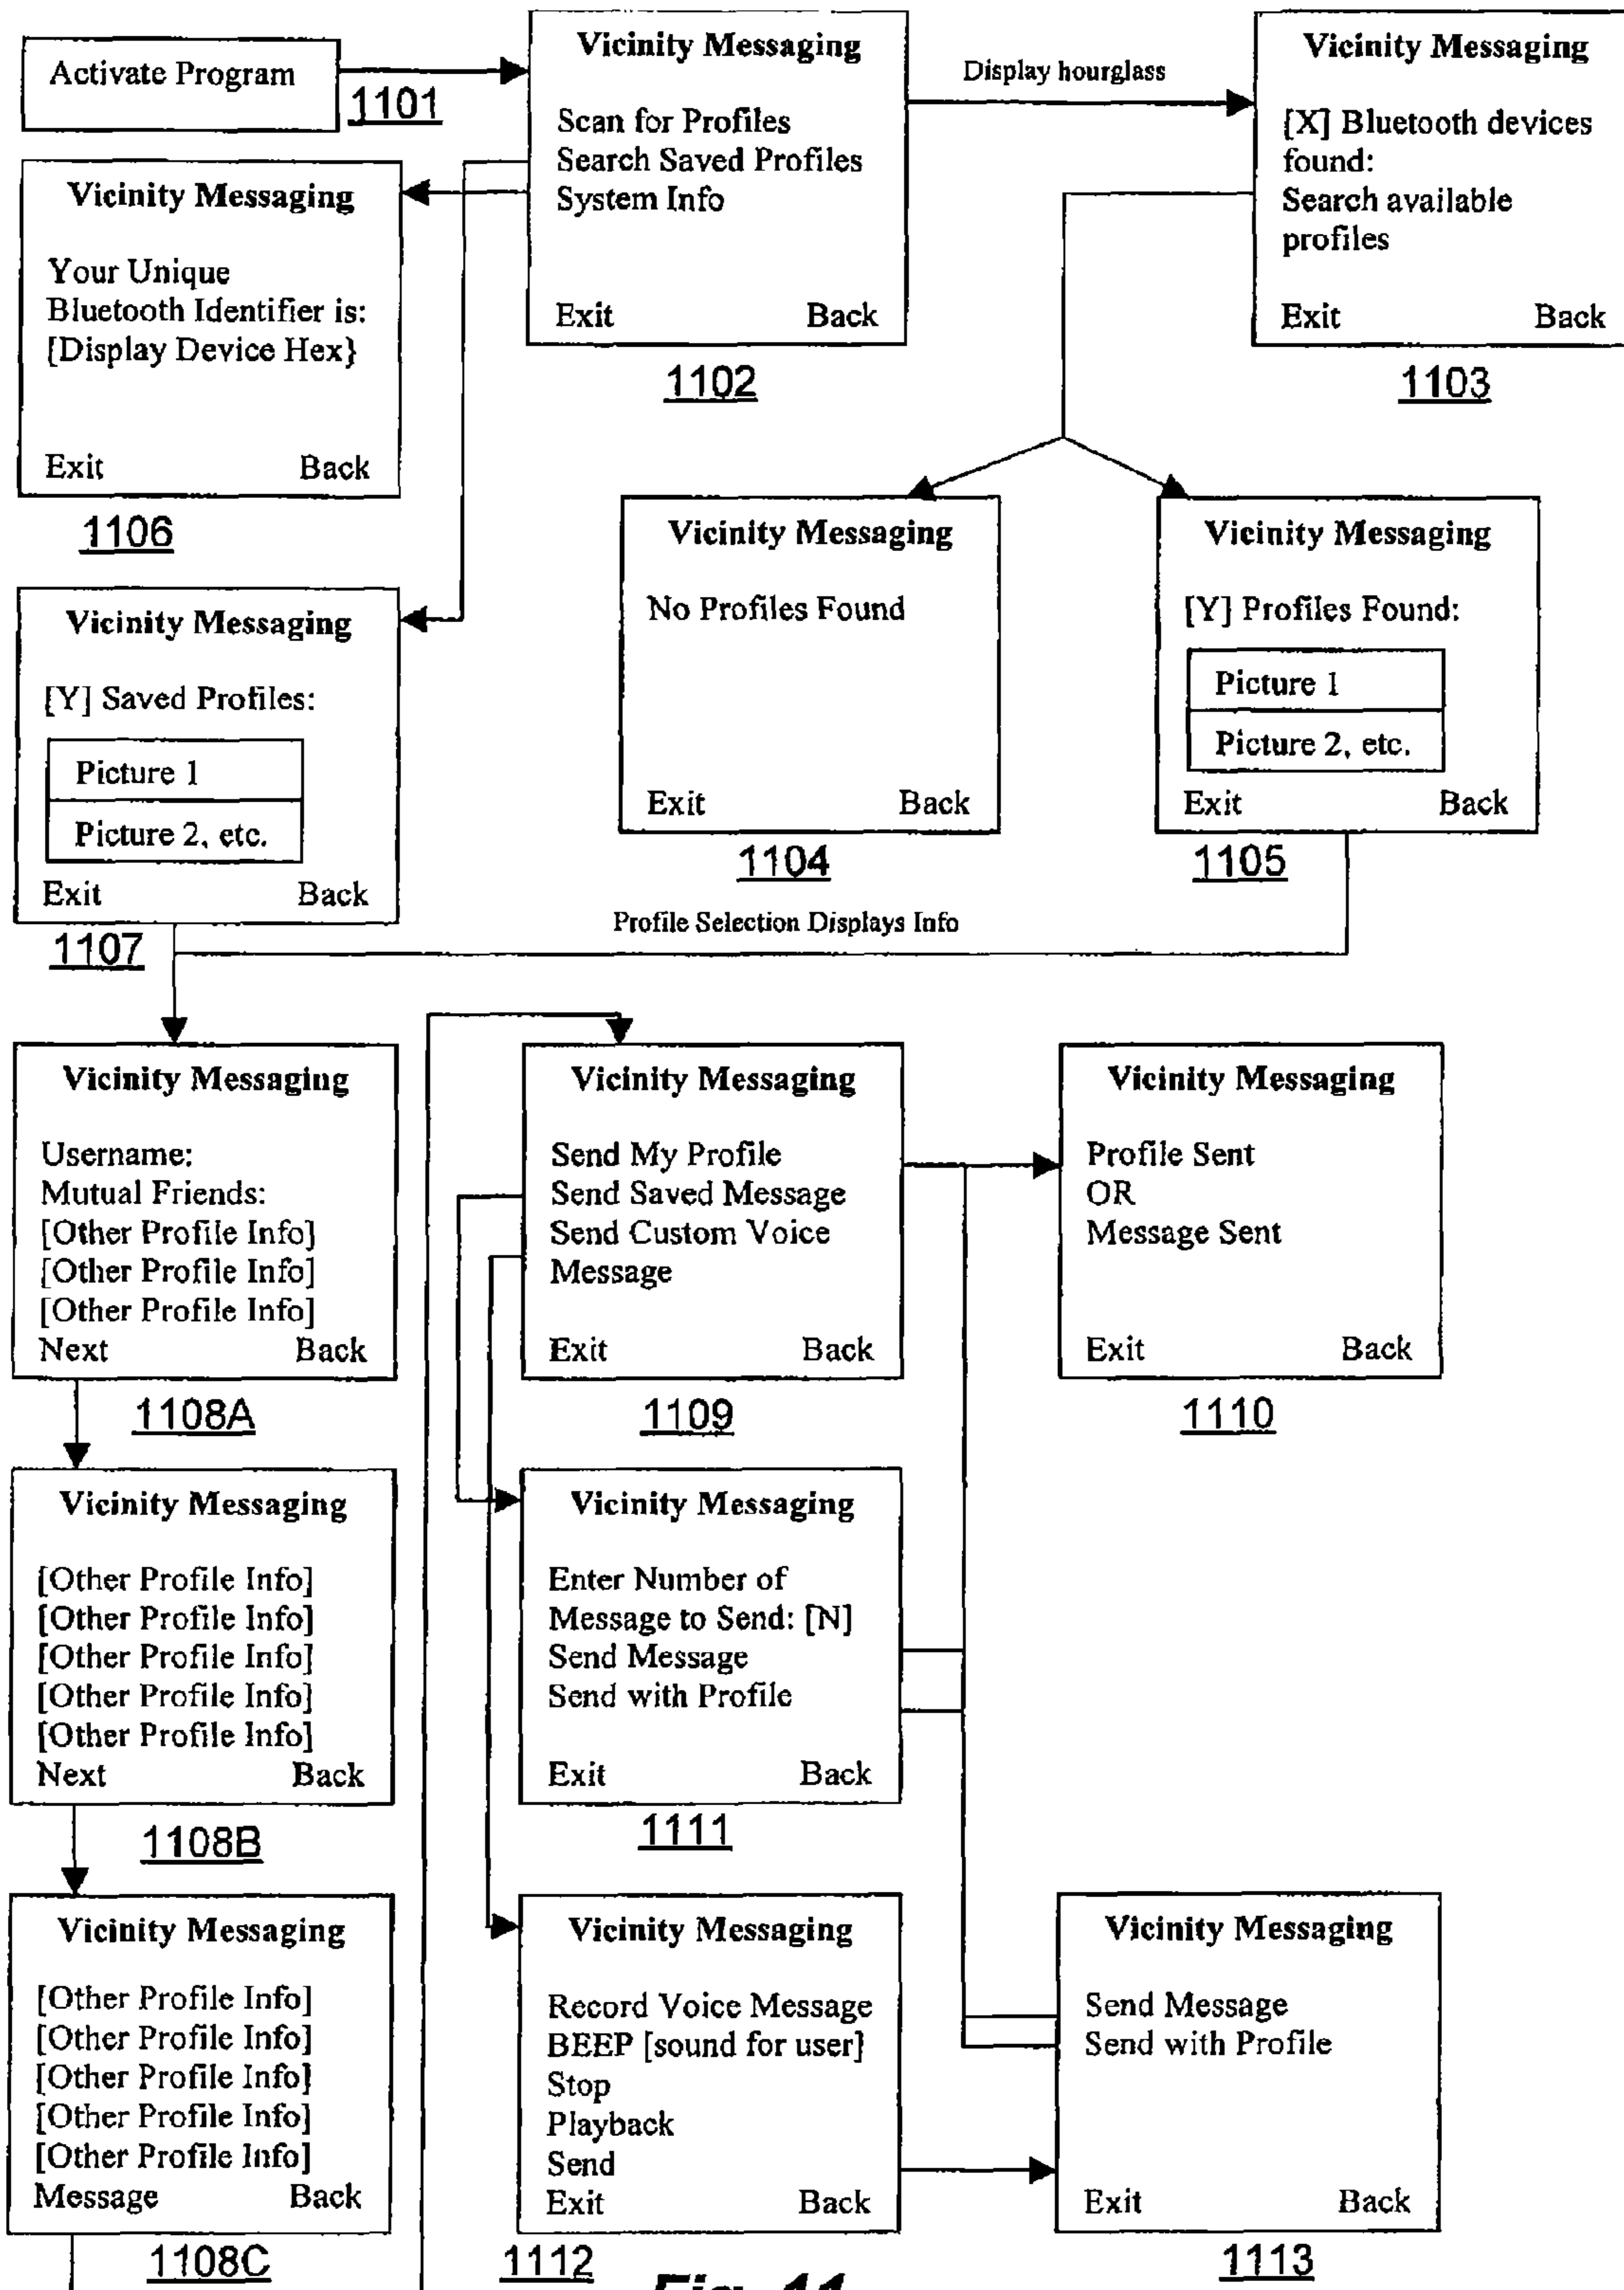 Activate Program
1101
Vicinity Messaging
Scan for Profiles
Search Saved Profiles
System Info
Exit Back
1102
Display hourglass
Vicinity Messaging
[X] Bluetooth devices
found:
Search available
profiles
Exit Back
1103
Vicinity Messaging
Your Unique
Bluetooth Identifier is:
[Display Device Hex}
Exit Back
1106
Vicinity Messaging
No Profiles Found
Exit Back
1104
Vicinity Messaging
[Y] Profiles Found:
Picture 1
Picture 2, etc.
Exit Back
1105
Vicinity Messaging
[Y] Saved Profiles:
Picture 1
Picture 2, etc.
Exit Back
1107
Profile Selection Displays Info
Vicinity Messaging
Username:
Mutual Friends:
[Other Profile Info]
[Other Profile Info]
[Other Profile Info]
Next Back
1108A
Vicinity Messaging
Send My Profile
Send Saved Message
Send Custom Voice
Message
Exit Back
1109
Vicinity Messaging
Profile Sent
OR
Message Sent
Exit Back
1110
Vicinity Messaging
[Other Profile Info]
[Other Profile Info]
[Other Profile Info]
[Other Profile Info]
[Other Profile Info]
Next Back
1108B
Vicinity Messaging
Enter Number of
Message to Send: [N]
Send Message
Send with Profile
Exit Back
1111
Vicinity Messaging
[Other Profile Info]
[Other Profile Info]
[Other Profile Info]
[Other Profile Info]
[Other Profile Info]
Message Back
1108C
Vicinity Messaging
Record Voice Message
BEEP [sound for user]
Stop
Playback
Send
Exit Back
1112
Vicinity Messaging
Send Message
Send with Profile
Exit Back
1113
Fig. 11